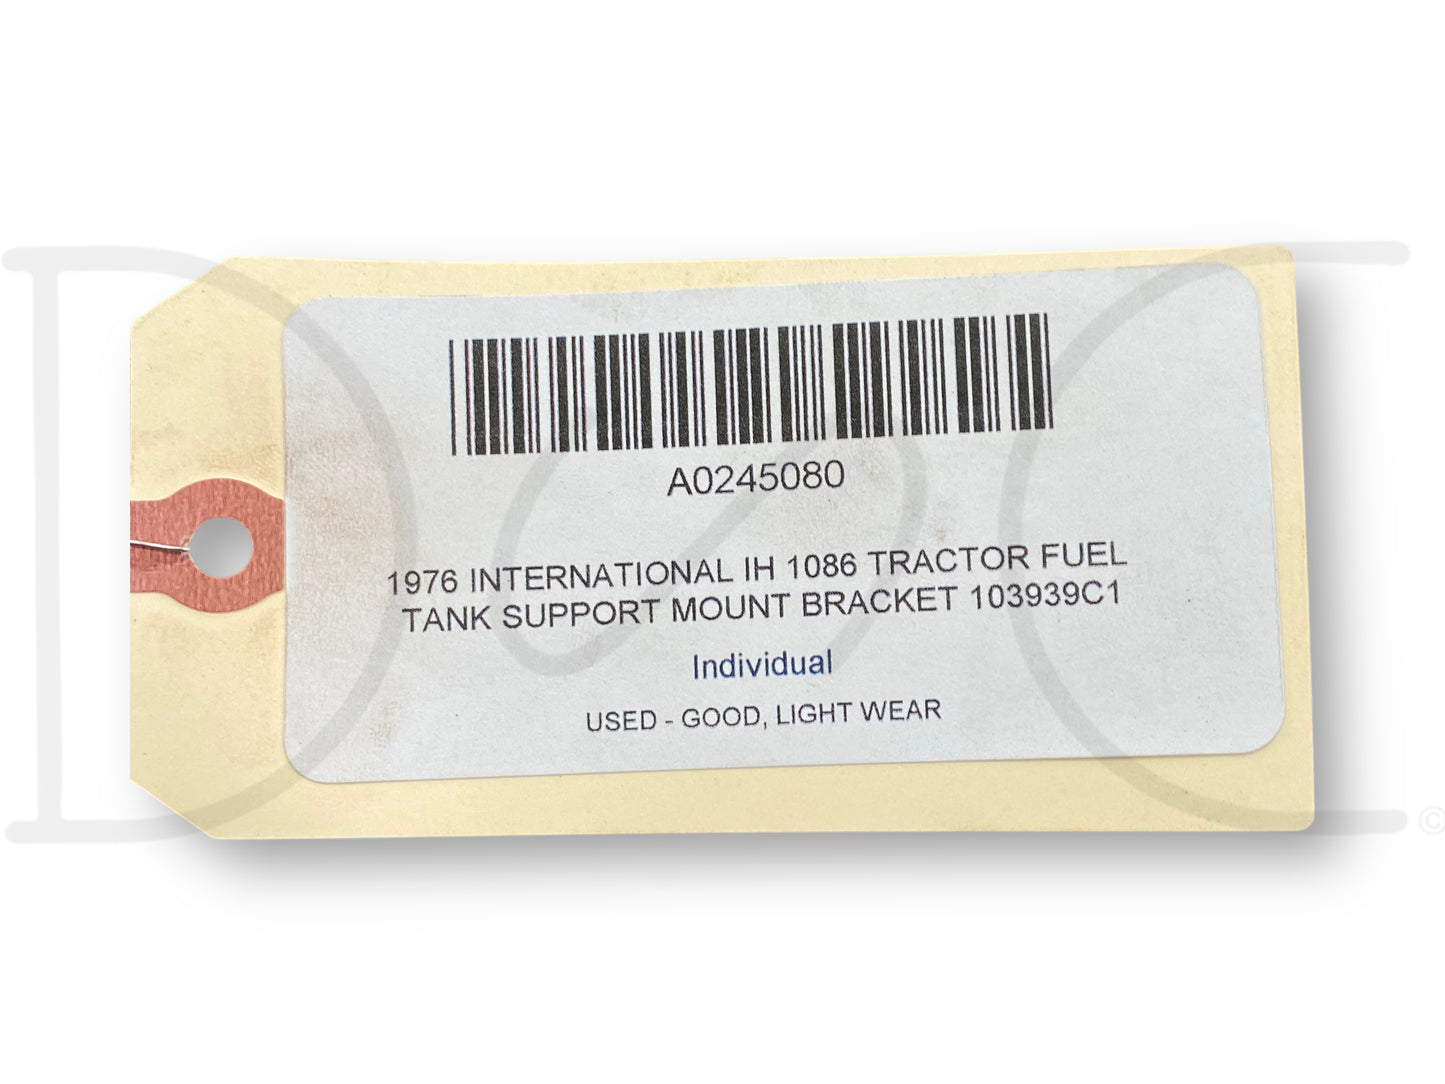 A0245080
1976 INTERNATIONAL IH 1086 TRACTOR FUEL
TANK SUPPORT MOUNT BRACKET 103939C1
Individual
USED - GOOD, LIGHT WEAR
©